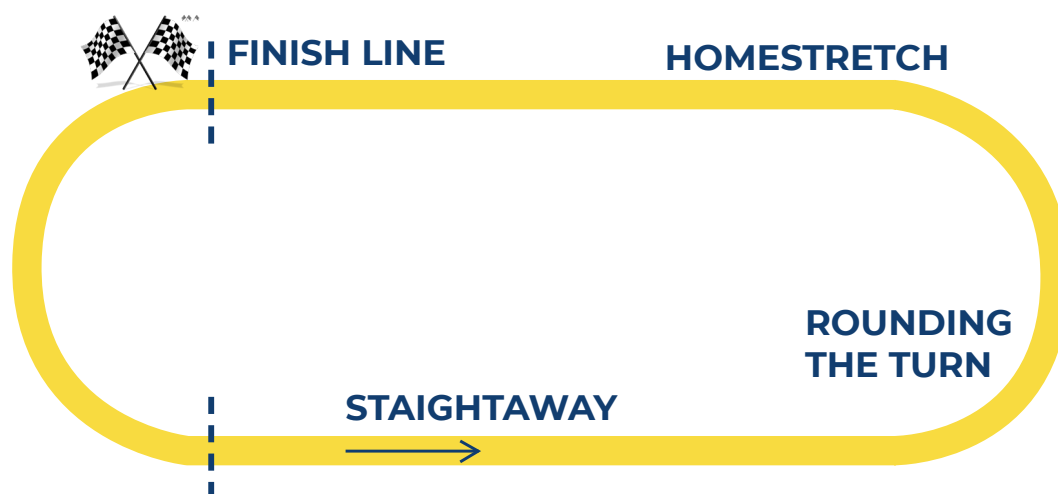 FINISH LINE
HOMESTRETCH
ROUNDING
THE TURN
STAIGHTAWAY